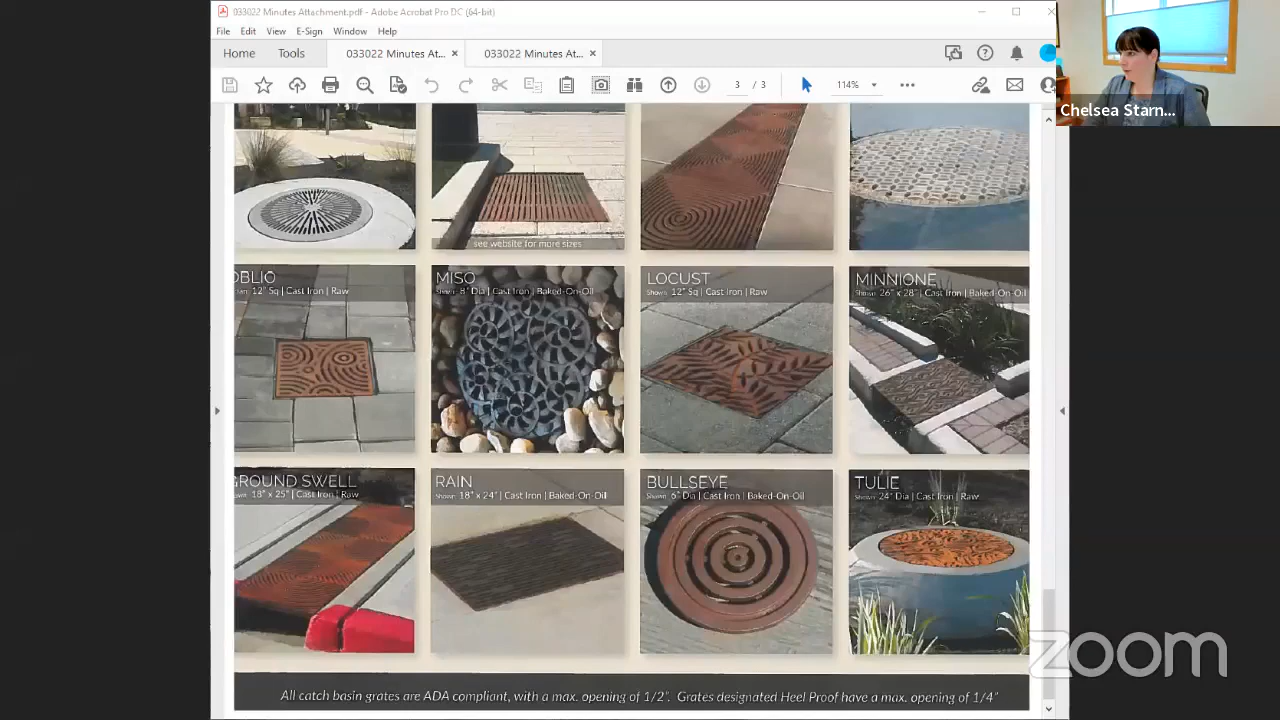 033022 Minutes Attachment.pdf - Adobe Acrobat Pro DC (64-bit)
File Edit View E-Sign Window Help
Home Tools 033022 Minutes At... × 033022 Minutes At... ×
3 / 3 114%
Chelsea Starn...
see website for more sizes
OBLIO
12" Sq | Cast Iron | Raw
MISO
Shown: 8" Dia | Cast Iron | Baked-On-Oil
LOCUST
Shown: 12" Sq | Cast Iron | Raw
MINNIONE
Shown: 26" x 28" | Cast Iron | Baked-On-Oil
GROUND SWELL
18" x 25" | Cast Iron | Raw
RAIN
Shown: 18" x 24" | Cast Iron | Baked-On-Oil
BULLSEYE
Shown: 6" Dia | Cast Iron | Baked-On-Oil
TULIE
Shown: 24" Dia | Cast Iron | Raw
zoom
All catch basin grates are ADA compliant, with a max. opening of 1/2". Grates designated Heel Proof have a max. opening of 1/4"